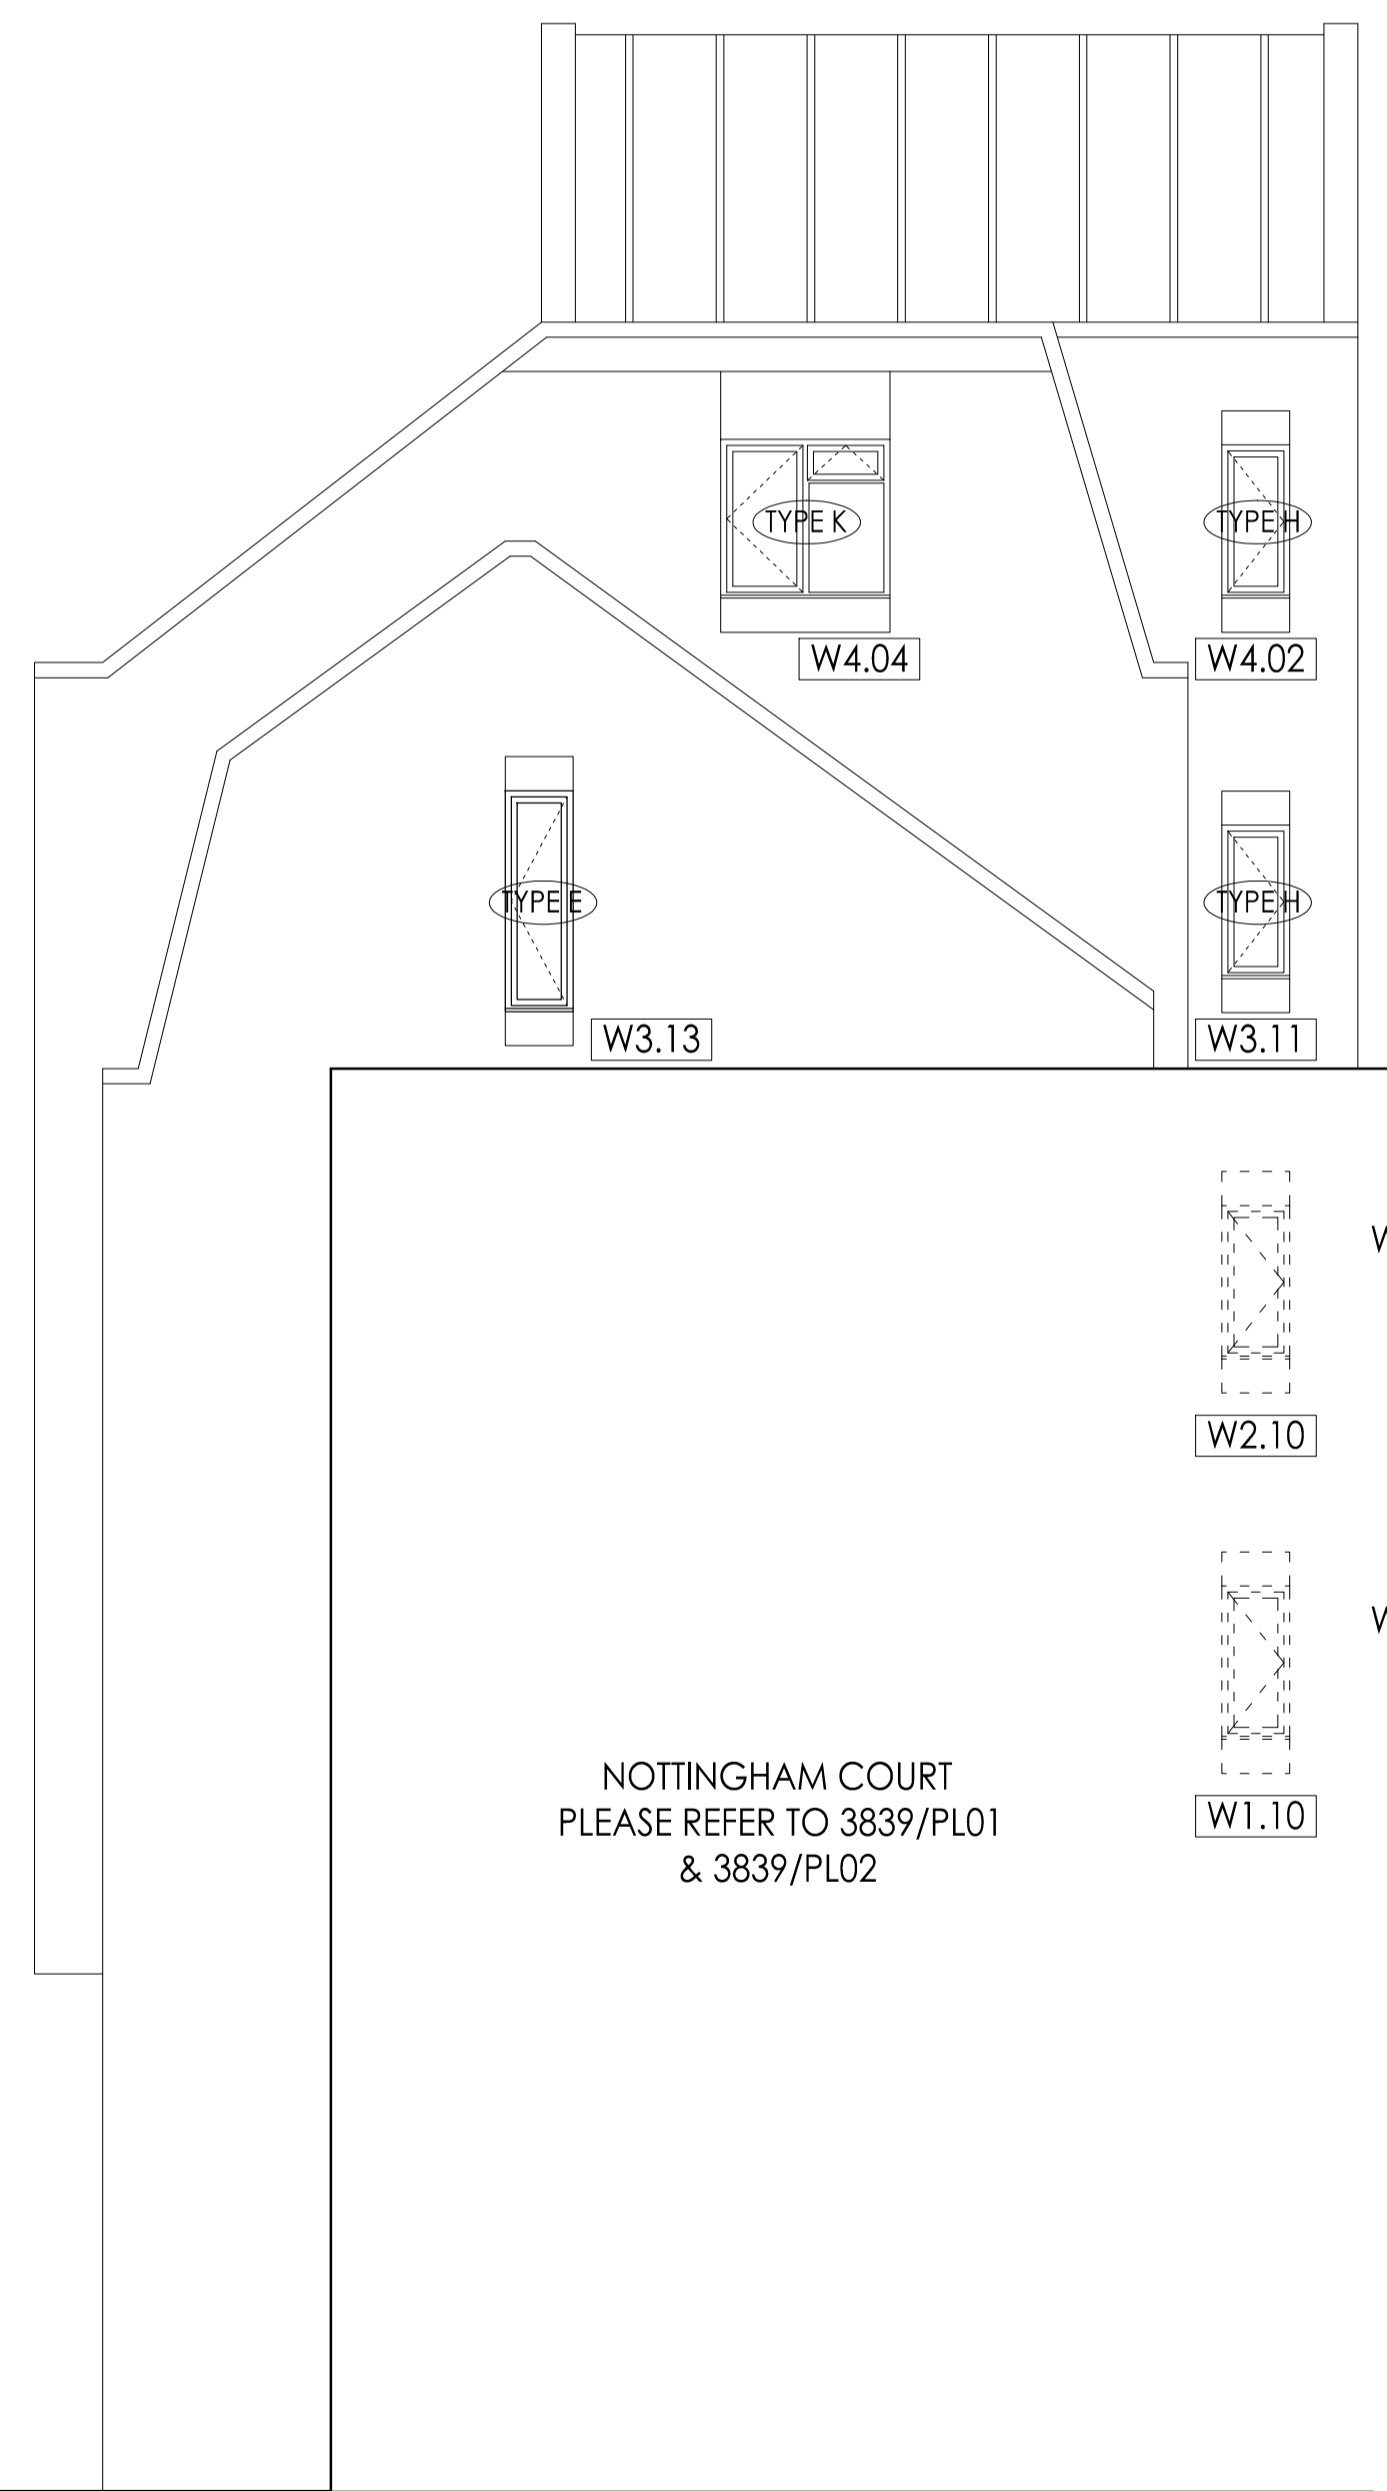 TYPE K
TYPE H
W4.04
W4.02
TYPE E
TYPE H
W3.13
W3.11
W2.10
W1.10
NOTTINGHAM COURT
PLEASE REFER TO 3839/PL01
& 3839/PL02